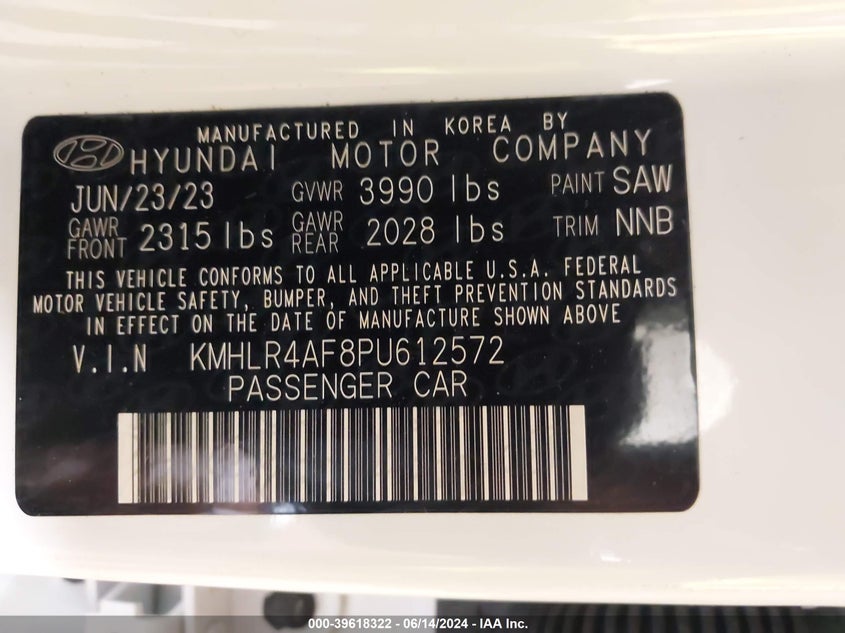 MANUFACTURED IN KOREA BY
HYUNDAI MOTOR COMPANY
JUN/23/23 GVWR 3990 lbs PAINT SAW
GAWR FRONT 2315 lbs GAWR REAR 2028 lbs TRIM NNB
THIS VEHICLE CONFORMS TO ALL APPLICABLE U.S.A. FEDERAL
MOTOR VEHICLE SAFETY, BUMPER, AND THEFT PREVENTION STANDARDS
IN EFFECT ON THE DATE OF MANUFACTURE SHOWN ABOVE
V.I.N KMHLR4AF8PU612572
PASSENGER CAR
000-39618322 - 06/14/2024 - IAA Inc.